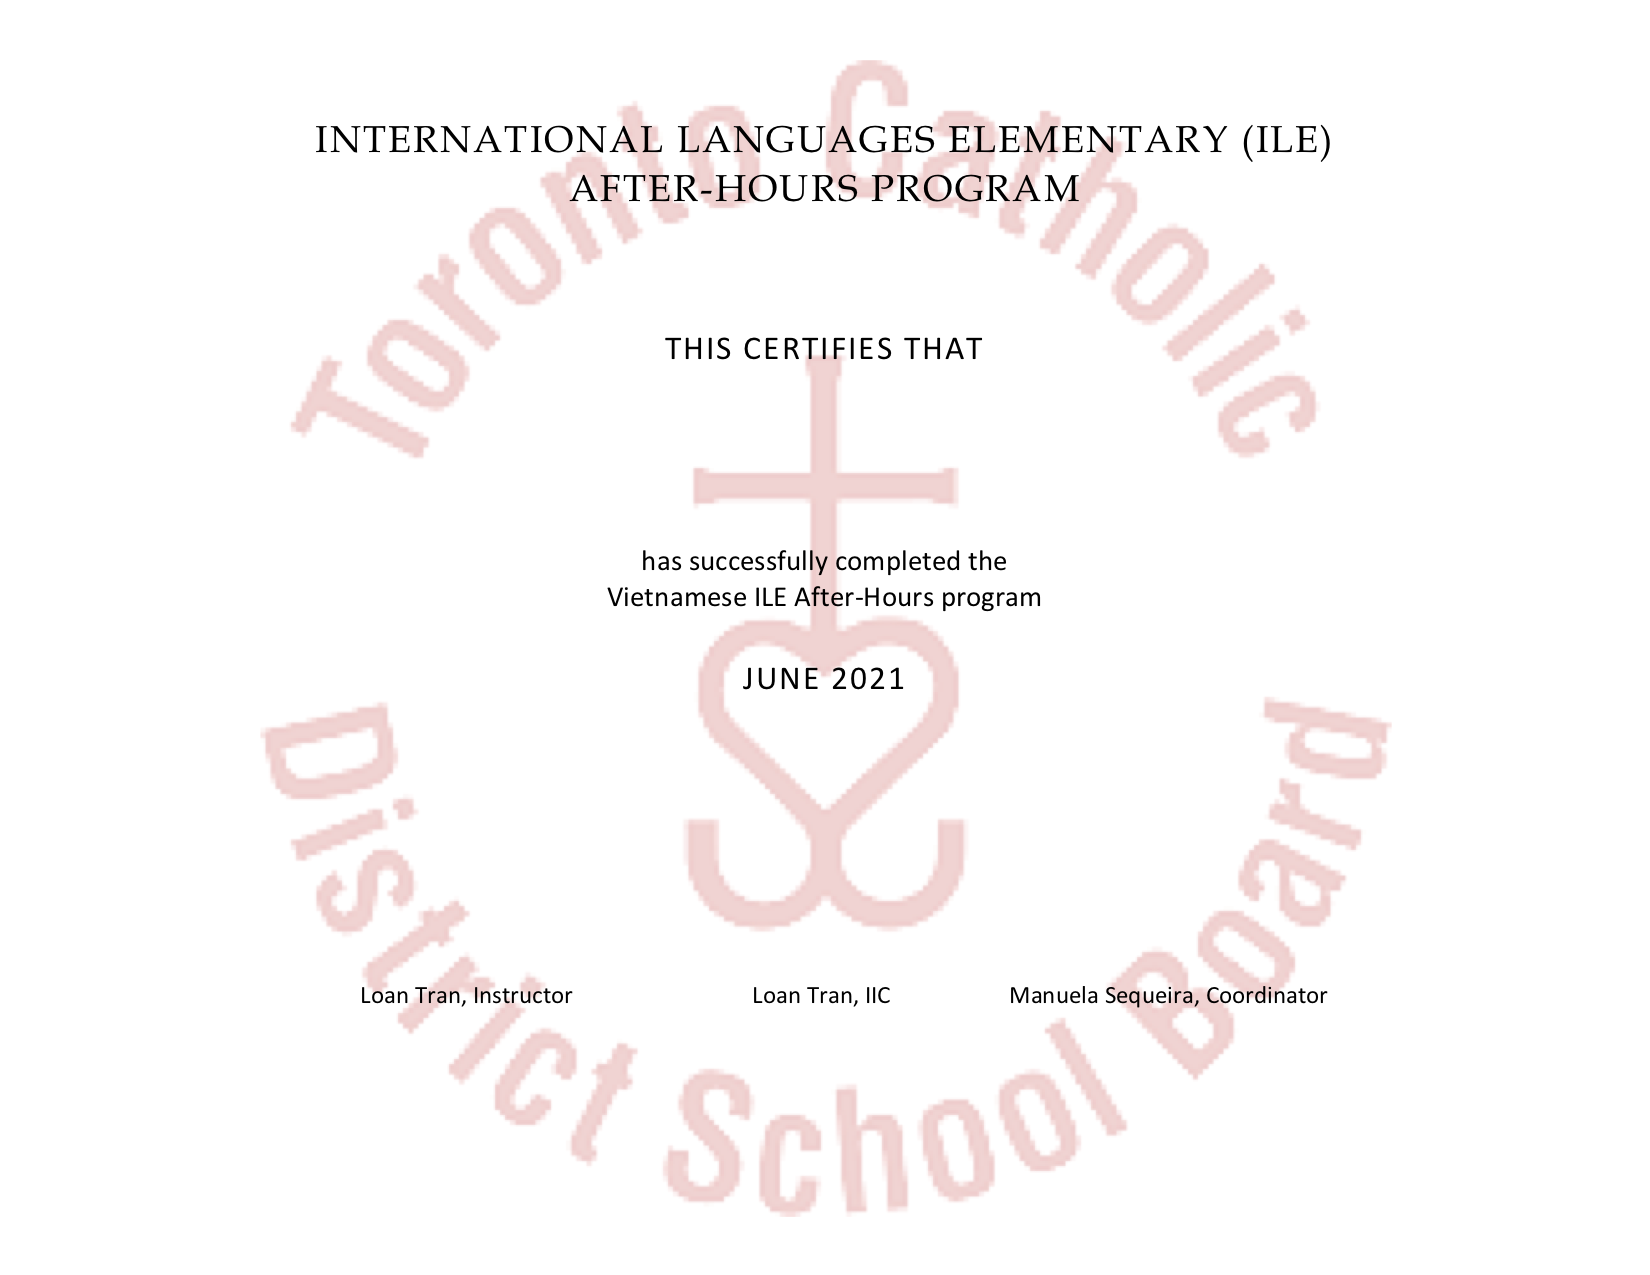 INTERNATIONAL LANGUAGES ELEMENTARY (ILE)
AFTER-HOURS PROGRAM
THIS CERTIFIES THAT
has successfully completed the
Vietnamese ILE After-Hours program
JUNE 2021
Loan Tran, Instructor
Loan Tran, IIC
Manuela Sequeira, Coordinator
Toronto Catholic
District School Board